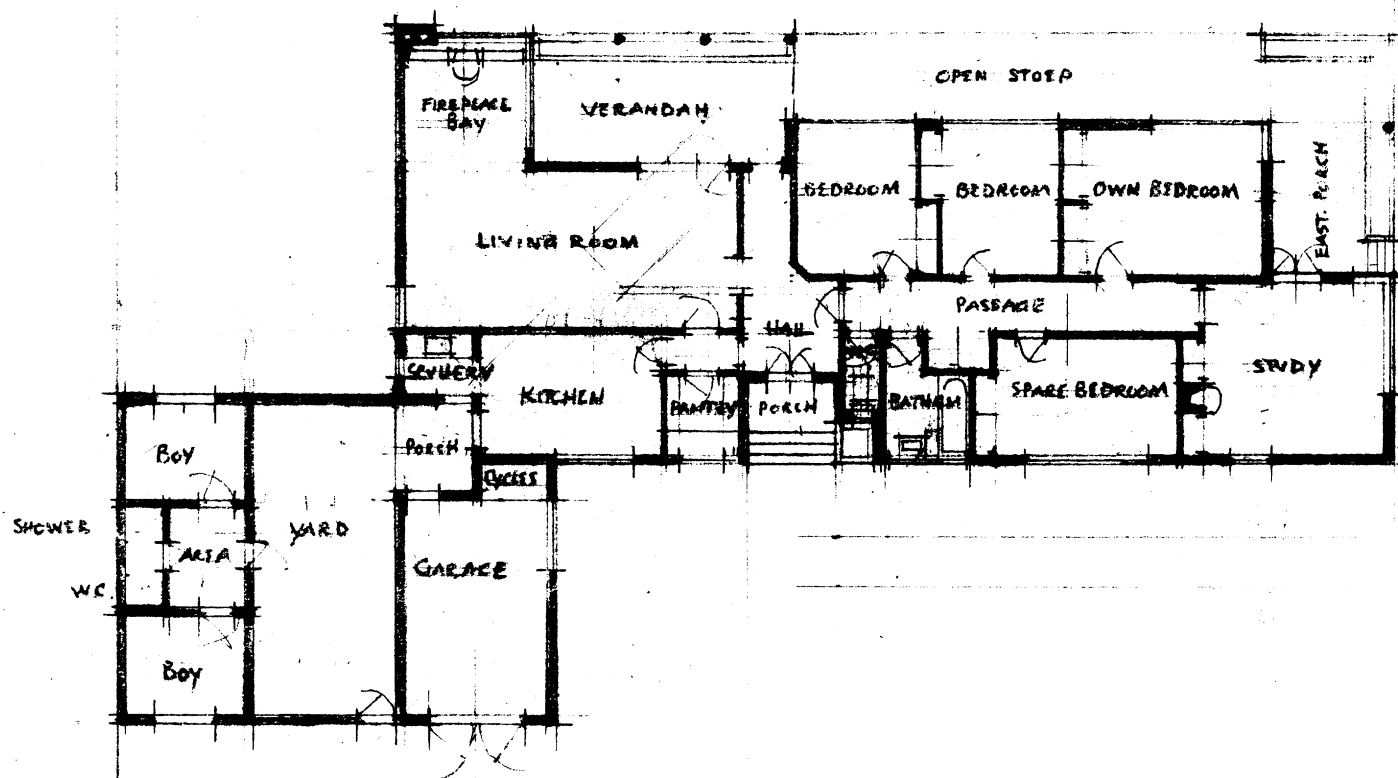 OPEN STOEP
FIREPLACE
BAY
VERANDAH
BEDROOM
BEDROOM
OWN BEDROOM
EAST. PORCH
LIVING ROOM
PASSAGE
HALL
SCULLERY
KITCHEN
PANTRY
PORCH
WC
BATHRM
SPARE BEDROOM
STUDY
BOY
PORCH
CYCLES
SHOWER
YARD
AREA
GARAGE
W.C.
BOY